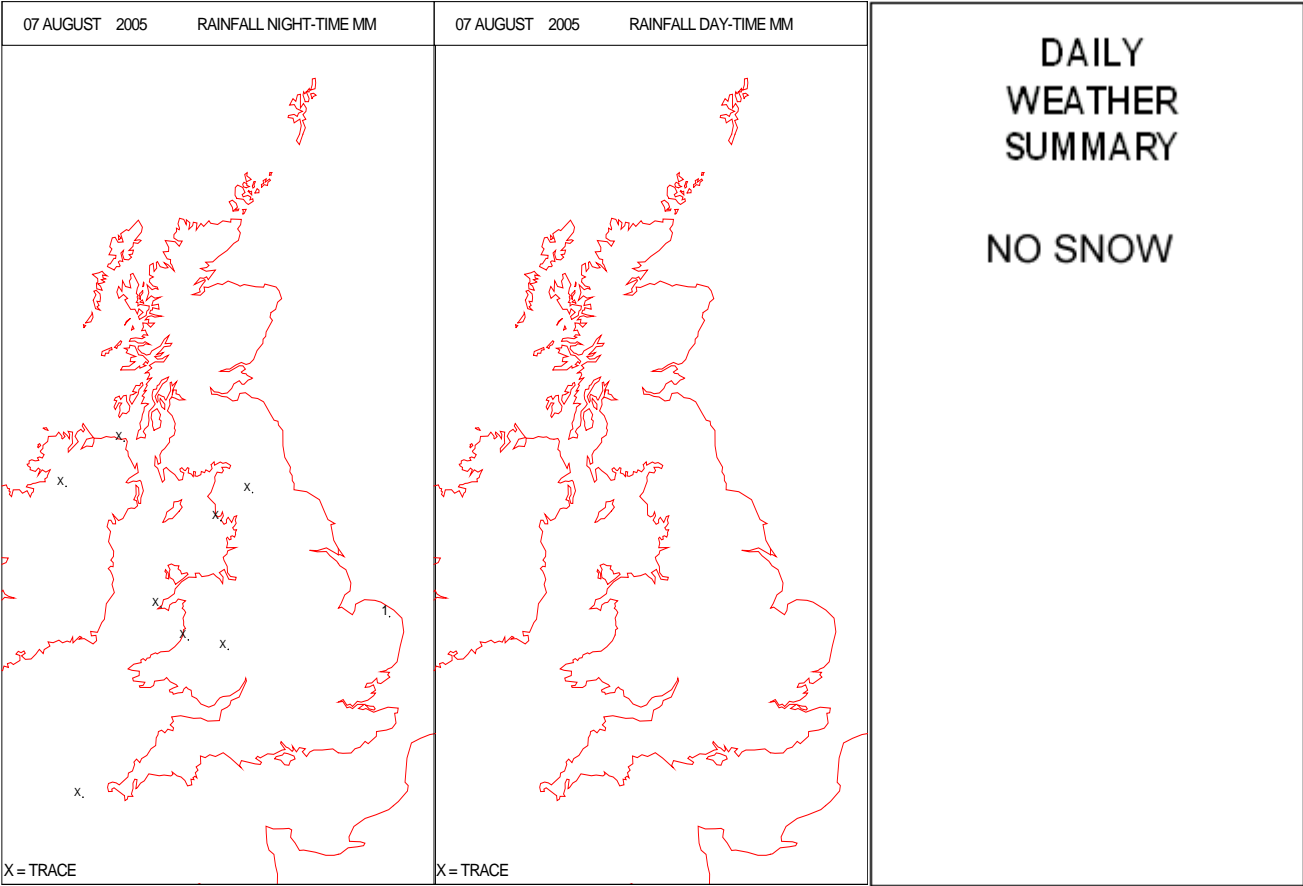 07 AUGUST 2005 RAINFALL NIGHT-TIME MM
X.
X.
X.
X.
X.
1.
X.
X.
X.
X = TRACE
07 AUGUST 2005 RAINFALL DAY-TIME MM
X = TRACE
DAILY
WEATHER
SUMMARY
NO SNOW